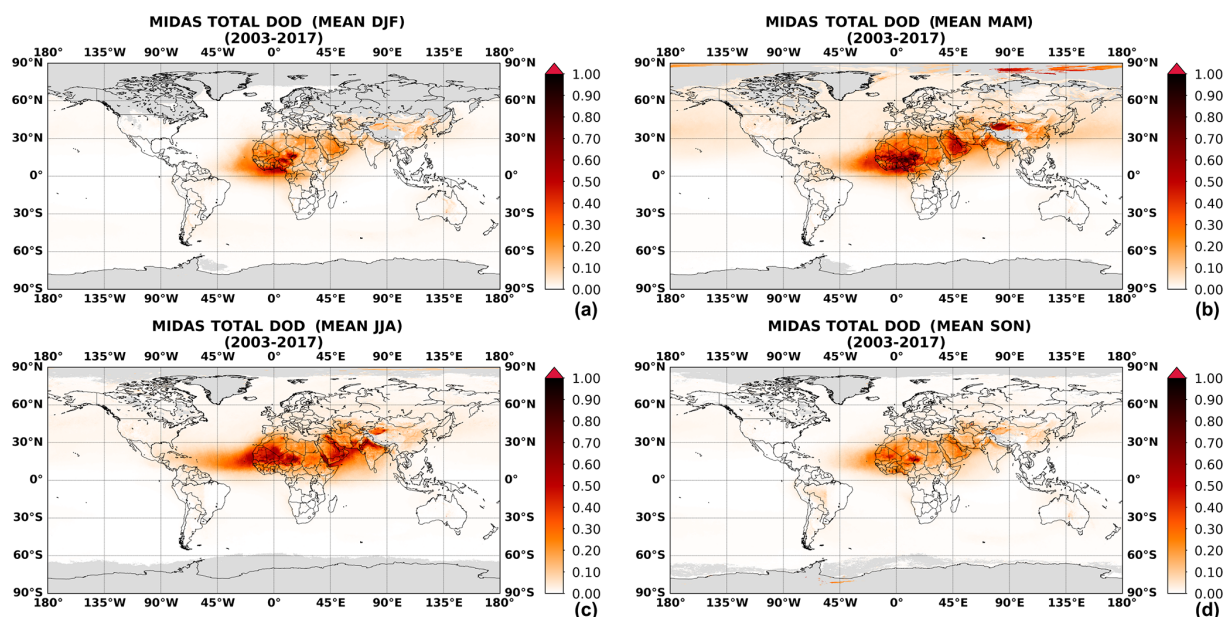 MIDAS TOTAL DOD (MEAN DJF)
(2003-2017)
180° 135°W 90°W 45°W 0° 45°E 90°E 135°E 180°
90°N 90°N
60°N 60°N
30°N 30°N
0° 0°
30°S 30°S
60°S 60°S
90°S 90°S
180° 135°W 90°W 45°W 0° 45°E 90°E 135°E 180°
1.00
0.90
0.80
0.70
0.60
0.50
0.40
0.30
0.20
0.10
0.00
(a)
MIDAS TOTAL DOD (MEAN MAM)
(2003-2017)
180° 135°W 90°W 45°W 0° 45°E 90°E 135°E 180°
90°N 90°N
60°N 60°N
30°N 30°N
0° 0°
30°S 30°S
60°S 60°S
90°S 90°S
180° 135°W 90°W 45°W 0° 45°E 90°E 135°E 180°
1.00
0.90
0.80
0.70
0.60
0.50
0.40
0.30
0.20
0.10
0.00
(b)
MIDAS TOTAL DOD (MEAN JJA)
(2003-2017)
180° 135°W 90°W 45°W 0° 45°E 90°E 135°E 180°
90°N 90°N
60°N 60°N
30°N 30°N
0° 0°
30°S 30°S
60°S 60°S
90°S 90°S
180° 135°W 90°W 45°W 0° 45°E 90°E 135°E 180°
1.00
0.90
0.80
0.70
0.60
0.50
0.40
0.30
0.20
0.10
0.00
(c)
MIDAS TOTAL DOD (MEAN SON)
(2003-2017)
180° 135°W 90°W 45°W 0° 45°E 90°E 135°E 180°
90°N 90°N
60°N 60°N
30°N 30°N
0° 0°
30°S 30°S
60°S 60°S
90°S 90°S
180° 135°W 90°W 45°W 0° 45°E 90°E 135°E 180°
1.00
0.90
0.80
0.70
0.60
0.50
0.40
0.30
0.20
0.10
0.00
(d)